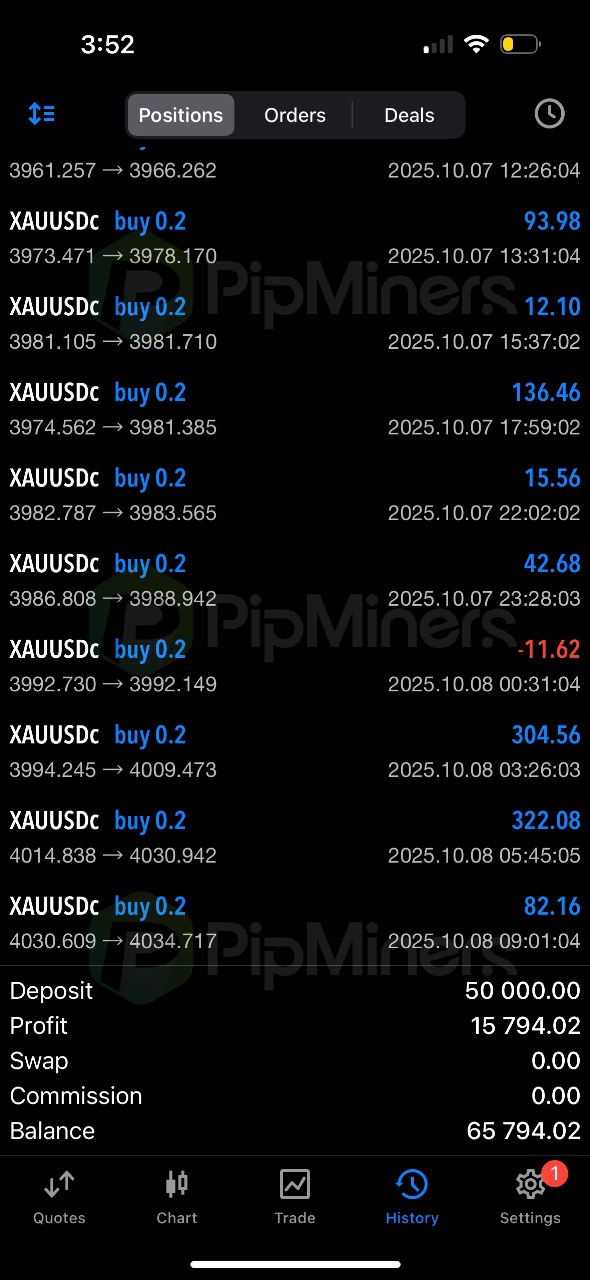 3:52
Positions Orders Deals
3961.257 → 3966.262 2025.10.07 12:26:04
XAUUSDc buy 0.2 93.98
3973.471 → 3978.170 2025.10.07 13:31:04
XAUUSDc buy 0.2 12.10
3981.105 → 3981.710 2025.10.07 15:37:02
XAUUSDc buy 0.2 136.46
3974.562 → 3981.385 2025.10.07 17:59:02
XAUUSDc buy 0.2 15.56
3982.787 → 3983.565 2025.10.07 22:02:02
XAUUSDc buy 0.2 42.68
3986.808 → 3988.942 2025.10.07 23:28:03
XAUUSDc buy 0.2 -11.62
3992.730 → 3992.149 2025.10.08 00:31:04
XAUUSDc buy 0.2 304.56
3994.245 → 4009.473 2025.10.08 03:26:03
XAUUSDc buy 0.2 322.08
4014.838 → 4030.942 2025.10.08 05:45:05
XAUUSDc buy 0.2 82.16
4030.609 → 4034.717 2025.10.08 09:01:04
PipMiners
PipMiners
PipMiners
Deposit 50 000.00
Profit 15 794.02
Swap 0.00
Commission 0.00
Balance 65 794.02
1
Quotes Chart Trade History Settings